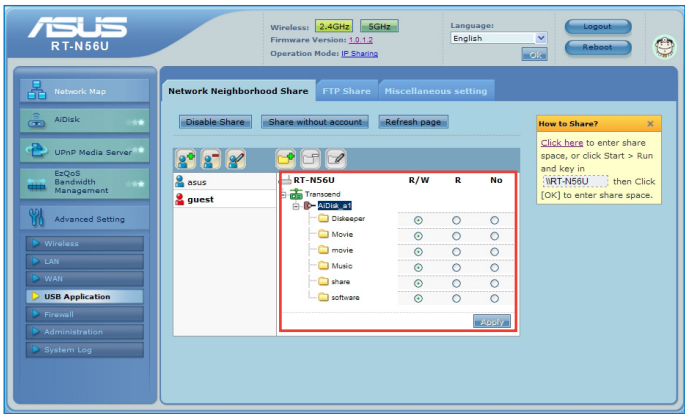 ASUS
RT-N56U
Wireless: 2.4GHz 5GHz
Firmware Version: 1.0.1.2
Operation Mode: IP Sharing
Language:
English
OK
Logout
Reboot
Network Map
AiDisk
UPnP Media Server
EzQoS
Bandwidth
Management
Advanced Setting
Wireless
LAN
WAN
USB Application
Firewall
Administration
System Log
Network Neighborhood Share FTP Share Miscellaneous setting
Disable Share Share without account Refresh page
asus
guest
RT-N56U R/W R No
Transcend
AiDisk_a1
Diskeeper
Movie
movie
Music
share
software
Apply
How to Share? ×
Click here to enter share
space, or click Start > Run
and key in
\\RT-N56U then Click
[OK] to enter share space.